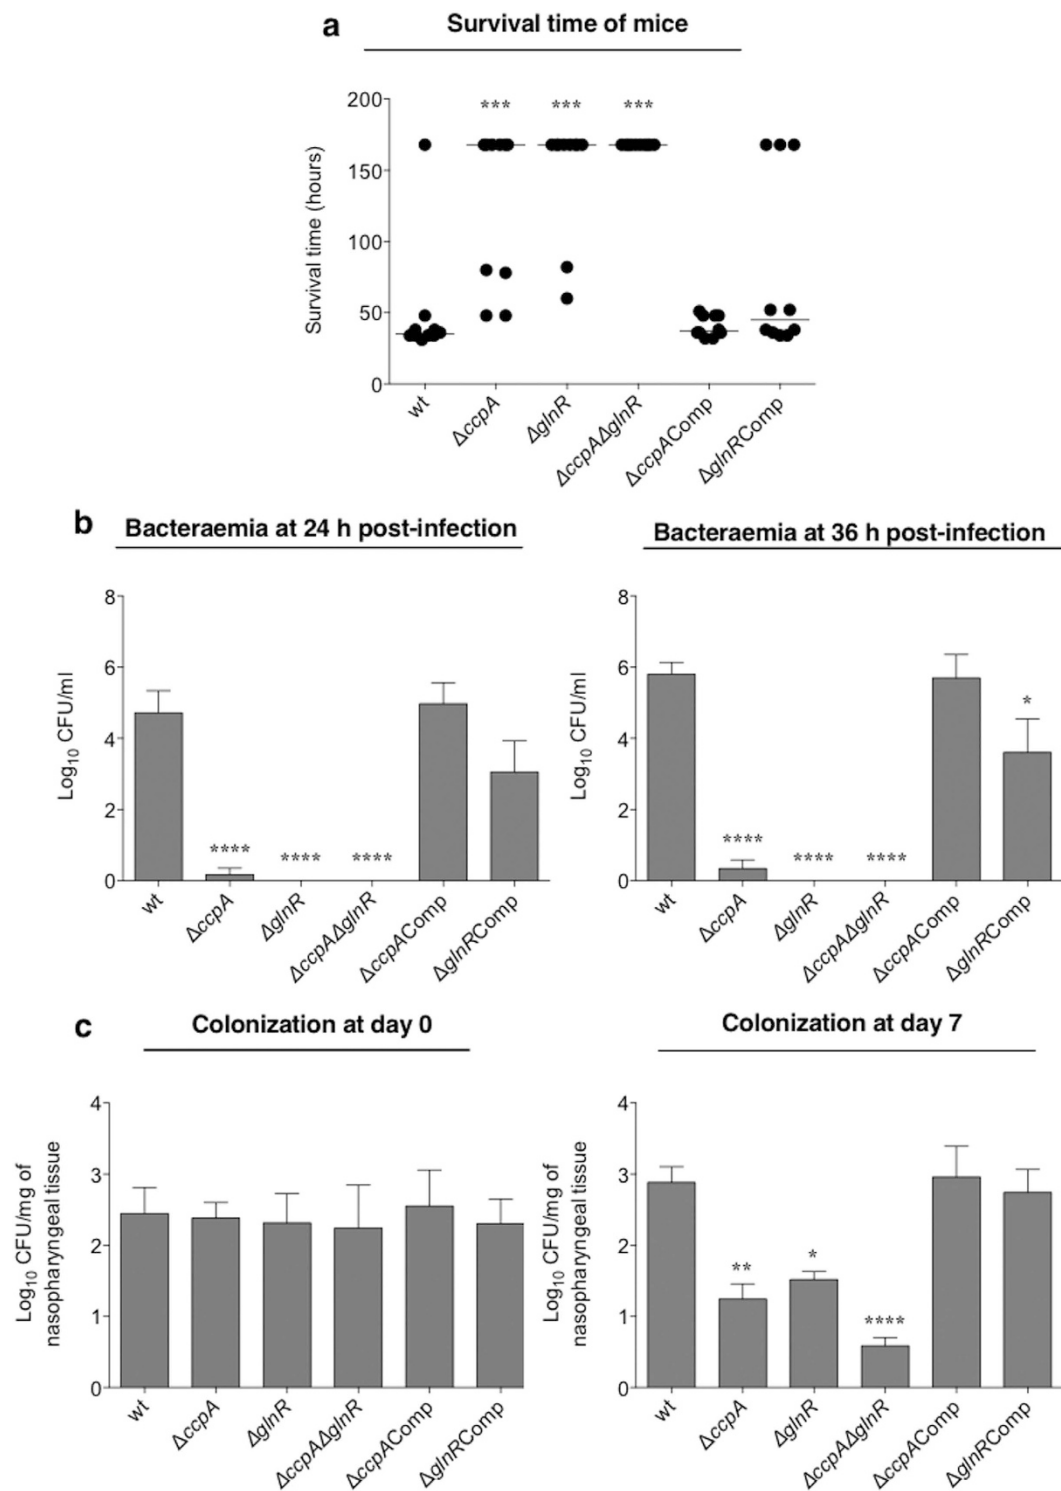 a Survival time of mice
Survival time (hours)
200
150
100
50
0
*** *** ***
wt ΔccpA ΔglnR ΔccpAΔglnR ΔccpAComp ΔglnRComp
b Bacteraemia at 24 h post-infection
Log10 CFU/ml
8
6
4
2
0
**** **** ****
wt ΔccpA ΔglnR ΔccpAΔglnR ΔccpAComp ΔglnRComp
Bacteraemia at 36 h post-infection
Log10 CFU/ml
8
6
4
2
0
**** **** **** *
wt ΔccpA ΔglnR ΔccpAΔglnR ΔccpAComp ΔglnRComp
c Colonization at day 0
Log10 CFU/mg of
nasopharyngeal tissue
4
3
2
1
0
wt ΔccpA ΔglnR ΔccpAΔglnR ΔccpAComp ΔglnRComp
Colonization at day 7
Log10 CFU/mg of
nasopharyngeal tissue
4
3
2
1
0
** * ****
wt ΔccpA ΔglnR ΔccpAΔglnR ΔccpAComp ΔglnRComp